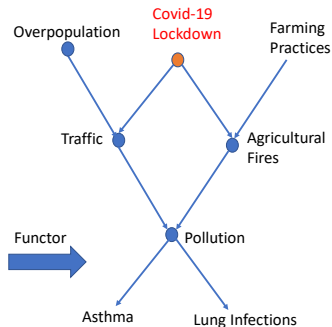 Covid-19
Lockdown
Overpopulation
Farming
Practices
Traffic
Agricultural
Fires
Functor
Pollution
Asthma
Lung Infections